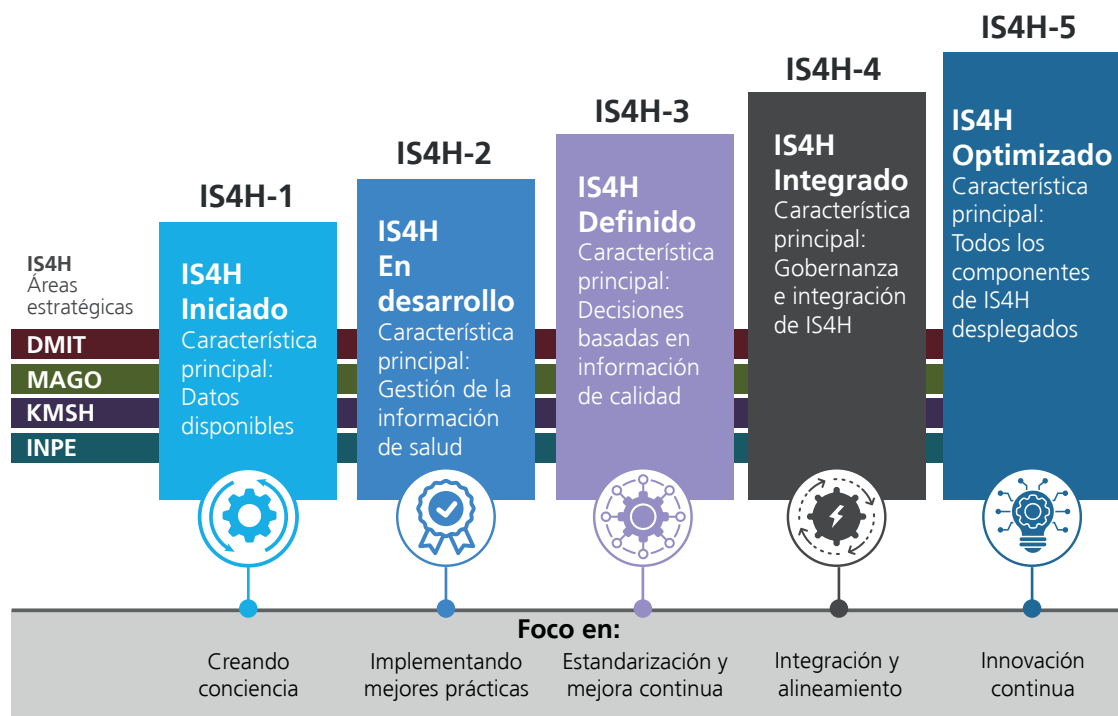 IS4H-1
IS4H-2
IS4H-3
IS4H-4
IS4H-5
IS4H
Áreas
estratégicas
DMIT
MAGO
KMSH
INPE
IS4H
Iniciado
Característica
principal:
Datos
disponibles
IS4H
En
desarrollo
Característica
principal:
Gestión de la
información
de salud
IS4H
Definido
Característica
principal:
Decisiones
basadas en
información
de calidad
IS4H
Integrado
Característica
principal:
Gobernanza
e integración
de IS4H
IS4H
Optimizado
Característica
principal:
Todos los
componentes
de IS4H
desplegados
Foco en:
Creando
conciencia
Implementando
mejores prácticas
Estandarización y
mejora continua
Integración y
alineamiento
Innovación
continua